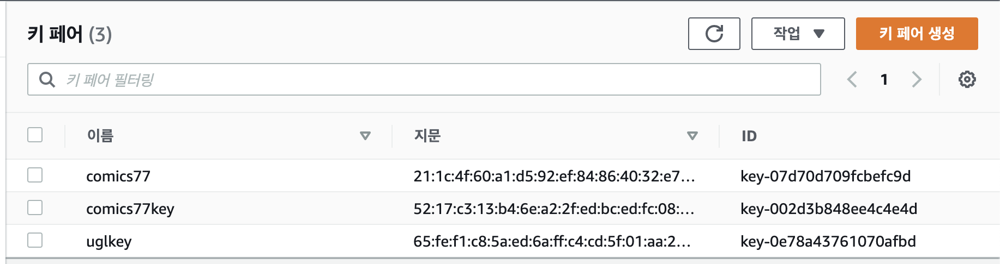 키 페어 (3)
작업
키 페어 생성
키 페어 필터링
1
이름 지문 ID
comics77 21:1c:4f:60:a1:d5:92:ef:84:86:40:32:e7... key-07d70d709fcbefc9d
comics77key 52:17:c3:13:b4:6e:a2:2f:ed:bc:ed:fc:08:... key-002d3b848ee4c4e4d
uglkey 65:fe:f1:c8:5a:ed:6a:ff:c4:cd:5f:01:aa:2... key-0e78a43761070afbd